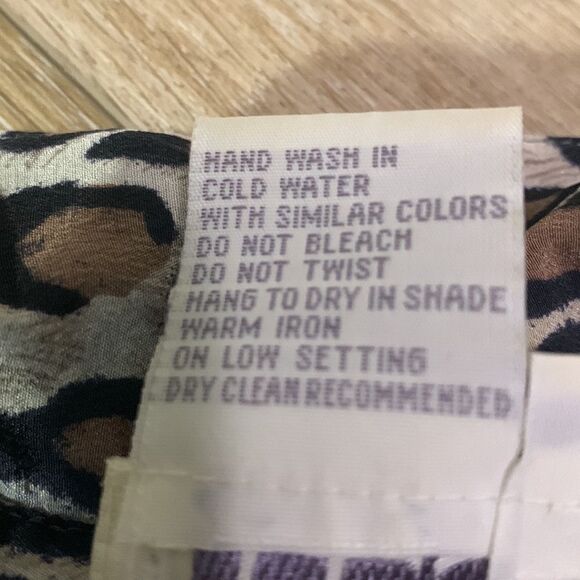 HAND WASH IN
COLD WATER
WITH SIMILAR COLORS
DO NOT BLEACH
DO NOT TWIST
HANG TO DRY IN SHADE
WARM IRON
ON LOW SETTING
DRY CLEAN RECOMMENDED